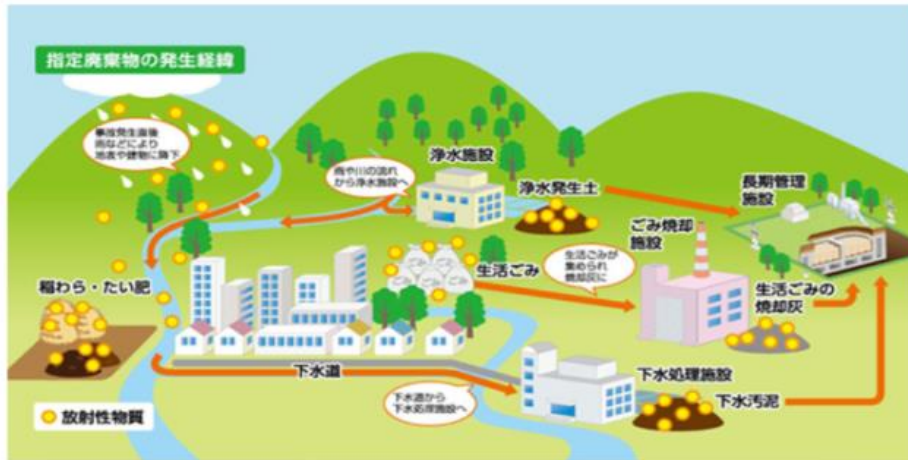 指定廃棄物の発生経緯
事故発生直後
雨などにより
地表や建物に降下
雨や川の流れ
から浄水施設へ
浄水施設
浄水発生土
長期管理
施設
ごみ焼却
施設
生活ごみ
生活ごみが
集められ
焼却灰に
生活ごみの
焼却灰
稲わら・たい肥
下水道
下水道から
下水処理施設へ
下水処理施設
下水汚泥
放射性物質